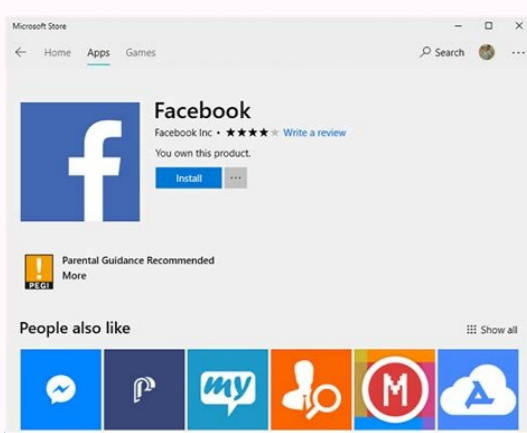 Microsoft Store
Home Apps Games Search
Facebook
Facebook Inc • ★★★★★ Write a review
You own this product.
Install ...
Parental Guidance Recommended
More
PEGI
People also like Show all
f
P
my
M
A